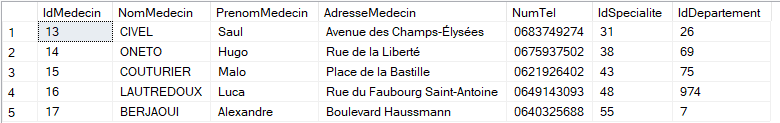 IdMedecin NomMedecin PrenomMedecin AdresseMedecin NumTel IdSpecialite IdDepartement
1 13 CIVEL Saul Avenue des Champs-Élysées 0683749274 31 26
2 14 ONETO Hugo Rue de la Liberté 0675937502 38 69
3 15 COUTURIER Malo Place de la Bastille 0621926402 43 75
4 16 LAUTREDOUX Luca Rue du Faubourg Saint-Antoine 0649143093 48 974
5 17 BERJAOUI Alexandre Boulevard Haussmann 0640325688 55 7